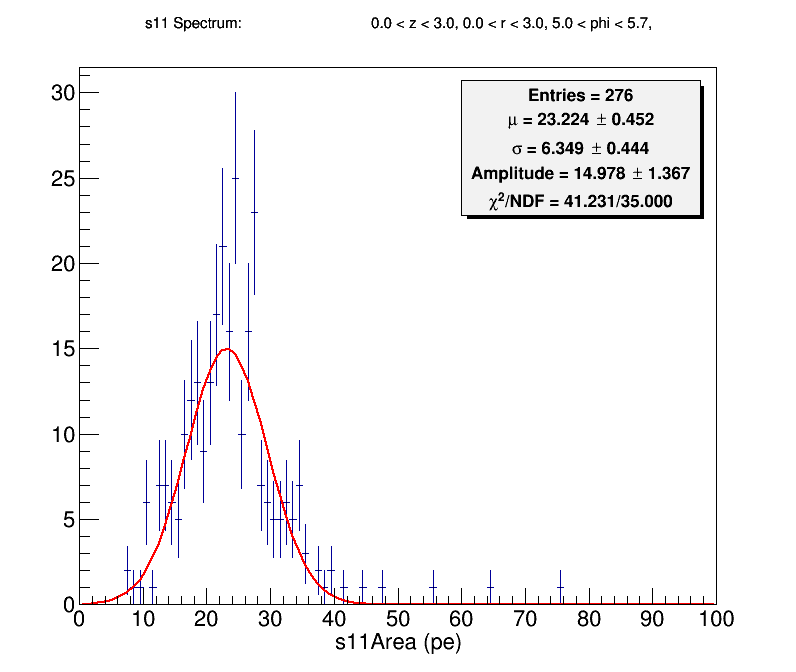 s11 Spectrum: 0.0 < z < 3.0, 0.0 < r < 3.0, 5.0 < phi < 5.7,
Entries = 276
μ = 23.224 ± 0.452
σ = 6.349 ± 0.444
Amplitude = 14.978 ± 1.367
χ²/NDF = 41.231/35.000
30
25
20
15
10
5
0
0 10 20 30 40 50 60 70 80 90 100
s11Area (pe)